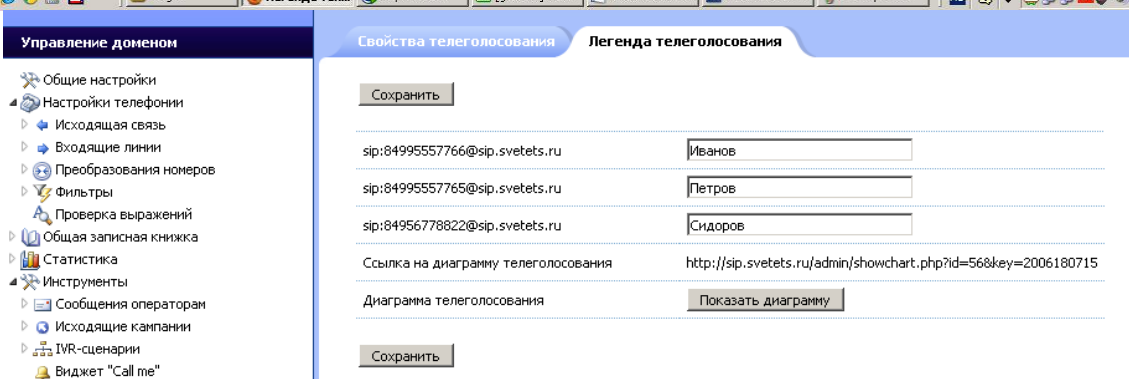 Управление доменом
Общие настройки
Настройки телефонии
Исходящая связь
Входящие линии
Преобразования номеров
Фильтры
Проверка выражений
Общая записная книжка
Статистика
Инструменты
Сообщения операторам
Исходящие кампании
IVR-сценарии
Виджет "Call me"
Свойства телеголосования Легенда телеголосования
Сохранить
sip:84995557766@sip.svetets.ru Иванов
sip:84995557765@sip.svetets.ru Петров
sip:84956778822@sip.svetets.ru Сидоров
Ссылка на диаграмму телеголосования http://sip.svetets.ru/admin/showchart.php?id=56&key=2006180715
Диаграмма телеголосования Показать диаграмму
Сохранить